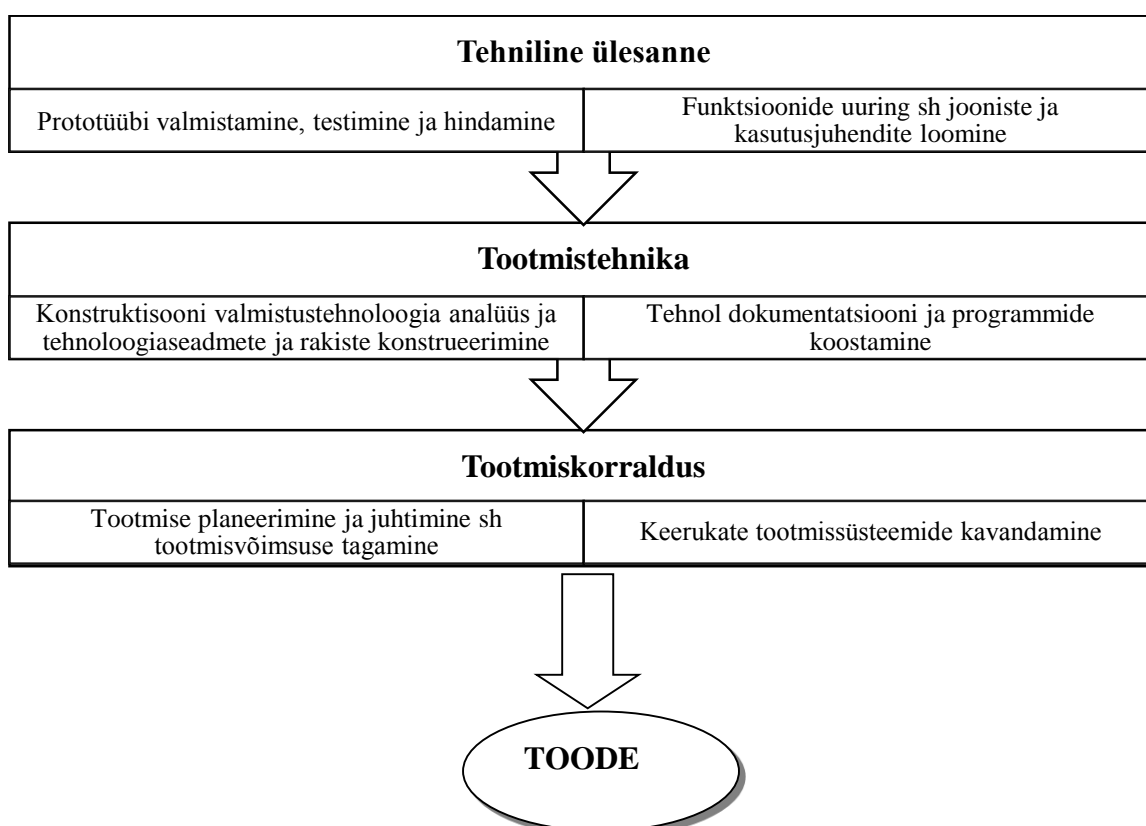 Tehniline ülesanne
Prototüübi valmistamine, testimine ja hindamine
Funktsioonide uuring sh jooniste ja
kasutusjuhendite loomine
Tootmistehnika
Konstruktisooni valmistustehnoloogia analüüs ja
tehnoloogiaseadmete ja rakiste konstrueerimine
Tehnol dokumentatsiooni ja programmide
koostamine
Tootmiskorraldus
Tootmise planeerimine ja juhtimine sh
tootmisvõimsuse tagamine
Keerukate tootmissüsteemide kavandamine
TOODE